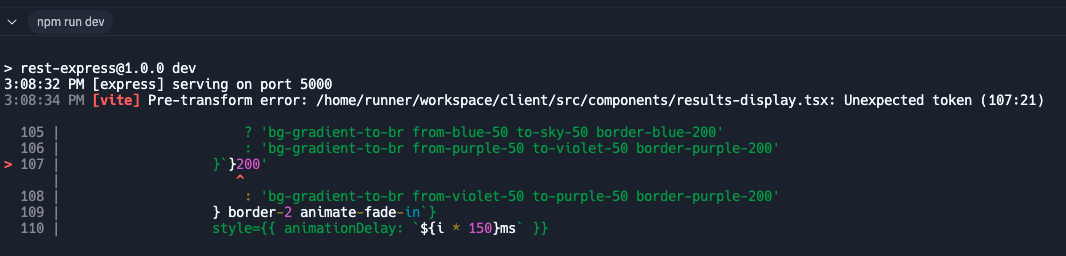 npm run dev
> rest-express@1.0.0 dev
3:08:32 PM [express] serving on port 5000
3:08:34 PM [vite] Pre-transform error: /home/runner/workspace/client/src/components/results-display.tsx: Unexpected token (107:21)
  105 |                       ? 'bg-gradient-to-br from-blue-50 to-sky-50 border-blue-200'
  106 |                       : 'bg-gradient-to-br from-purple-50 to-violet-50 border-purple-200'
> 107 |                   }`}200'
      |                      ^
  108 |                       : 'bg-gradient-to-br from-violet-50 to-purple-50 border-purple-200'
  109 |                   } border-2 animate-fade-in`}
  110 |                   style={{ animationDelay: `${i * 150}ms` }}